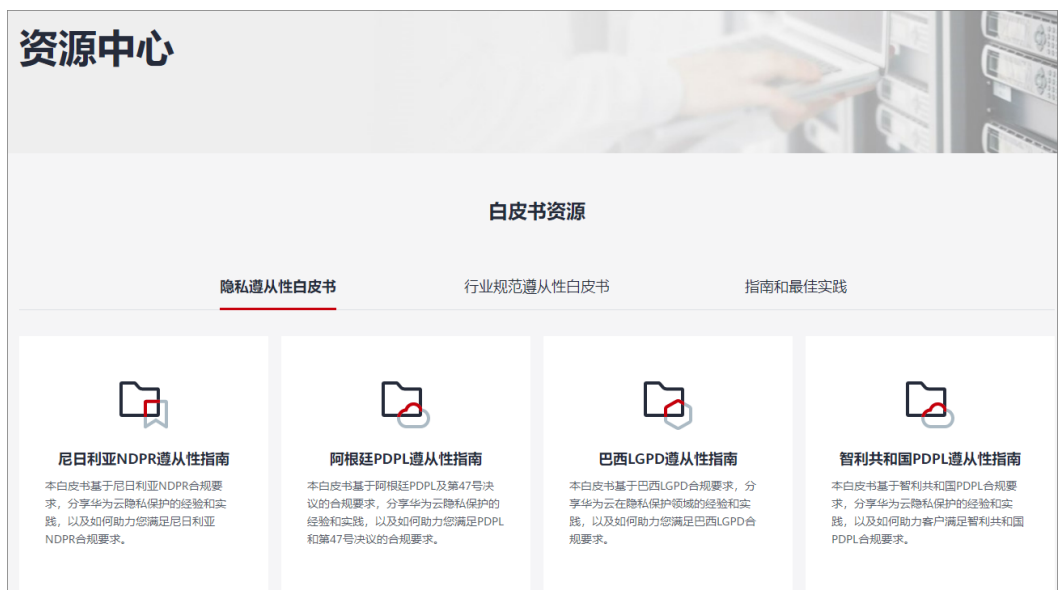 资源中心
白皮书资源
隐私遵从性白皮书
行业规范遵从性白皮书
指南和最佳实践
尼日利亚NDPR遵从性指南
本白皮书基于尼日利亚NDPR合规要
求，分享华为云隐私保护的经验和实
践，以及如何助力您满足尼日利亚
NDPR合规要求。
阿根廷PDPL遵从性指南
本白皮书基于阿根廷PDPL及第47号决
议的合规要求，分享华为云隐私保护的
经验和实践，以及如何助力您满足PDPL
和第47号决议的合规要求。
巴西LGPD遵从性指南
本白皮书基于巴西LGPD合规要求，分
享华为云在隐私保护领域的经验和实
践，以及如何助力您满足巴西LGPD合
规要求。
智利共和国PDPL遵从性指南
本白皮书基于智利共和国PDPL合规要
求，分享华为云隐私保护的经验和实
践，以及如何助力客户满足智利共和国
PDPL合规要求。